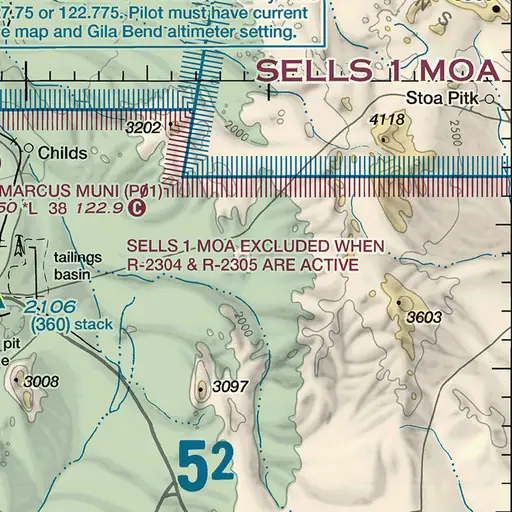 7.75 or 122.775. Pilot must have current
e map and Gila Bend altimeter setting.
SELLS 1 MOA
Stoa Pitk
4118
2500
2000
3202
Childs
MARCUS MUNI (PØ1)
50 *L 38 122.9 C
SELLS 1 MOA EXCLUDED WHEN
R-2304 & R-2305 ARE ACTIVE
tailings
basin
2106
(360) stack
3603
pit
e
3008
3097
2000
52